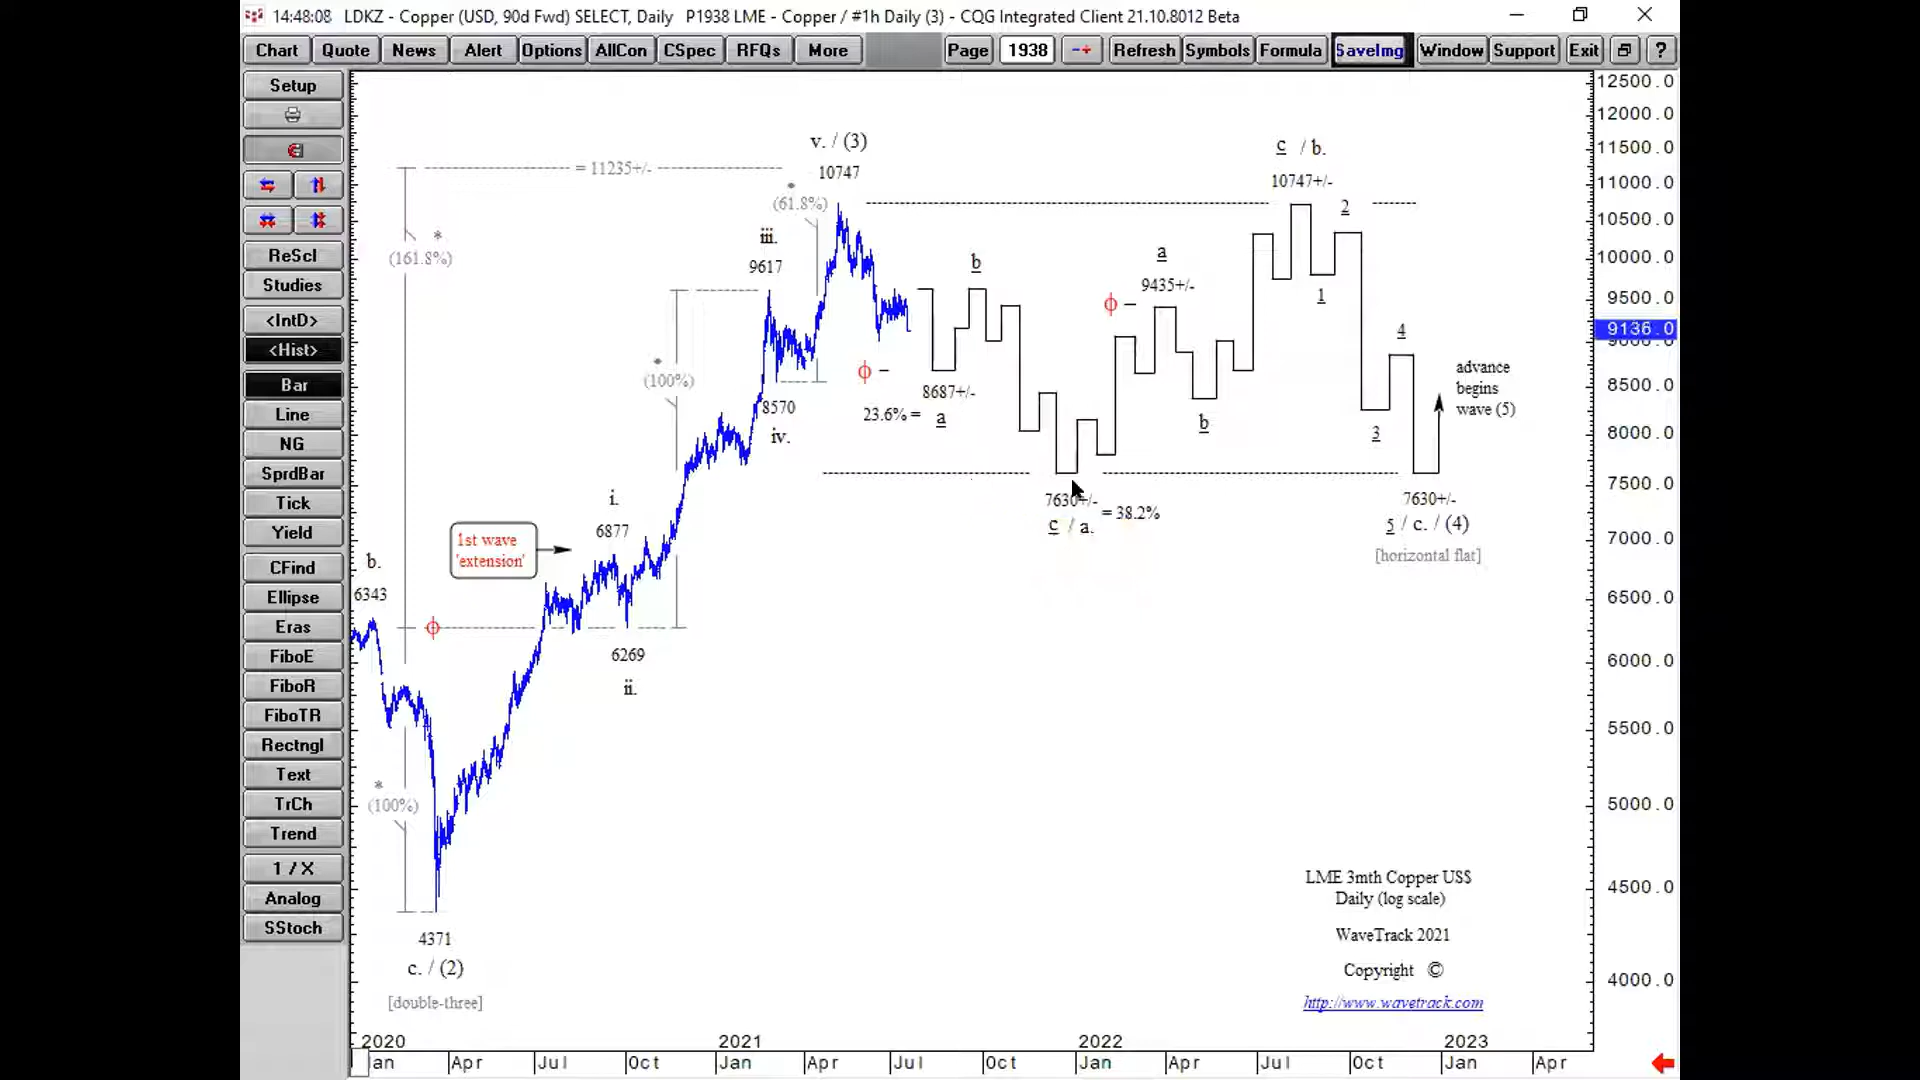 14:48:08 LDKZ - Copper (USD, 90d Fwd) SELECT, Daily P1938 LME - Copper / #1h Daily (3) - CQG Integrated Client 21.10.8012 Beta
Chart Quote News Alert Options AllCon CSpec RFQs More Page 1938 -+ Refresh Symbols Formula SaveImg Window Support Exit ?
Setup
ReScl
Studies
<IntD>
<Hist>
Bar
Line
NG
SprdBar
Tick
Yield
CFind
Ellipse
Eras
FiboE
FiboR
FiboTR
Rectngl
Text
TrCh
Trend
1 / X
Analog
SStoch
v. / (3)
10747
= 11235+/-
*
(61.8%)
*
(161.8%)
iii.
9617
*
(100%)
8570
iv.
i.
6877
1st wave
'extension'
b.
6343
ϕ
6269
ii.
*
(100%)
4371
c. / (2)
[double-three]
b
ϕ –
8687+/-
23.6% = a
7630+/-
= 38.2%
c / a.
a
9435+/-
ϕ –
b
c / b.
10747+/-
2
1
4
3
advance
begins
wave (5)
7630+/-
5 / c. / (4)
[horizontal flat]
LME 3mth Copper US$
Daily (log scale)
WaveTrack 2021
Copyright ©
http://www.wavetrack.com
12500.0
12000.0
11500.0
11000.0
10500.0
10000.0
9500.0
9136.0
9000.0
8500.0
8000.0
7500.0
7000.0
6500.0
6000.0
5500.0
5000.0
4500.0
4000.0
2020 2021 2022 2023
Jan Apr Jul Oct Jan Apr Jul Oct Jan Apr Jul Oct Jan Apr